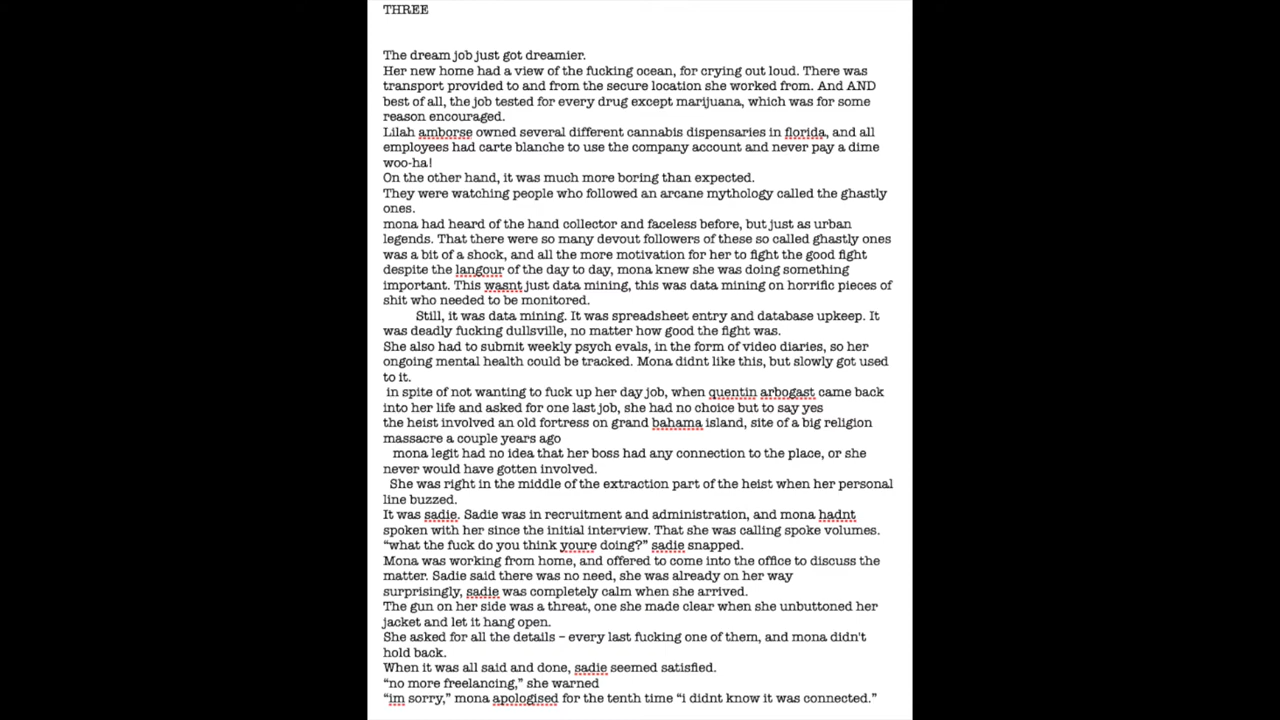 THREE
The dream job just got dreamier.
Her new home had a view of the fucking ocean, for crying out loud. There was
transport provided to and from the secure location she worked from. And AND
best of all, the job tested for every drug except marijuana, which was for some
reason encouraged.
Lilah amborse owned several different cannabis dispensaries in florida, and all
employees had carte blanche to use the company account and never pay a dime
woo-ha!
On the other hand, it was much more boring than expected.
They were watching people who followed an arcane mythology called the ghastly
ones.
mona had heard of the hand collector and faceless before, but just as urban
legends. That there were so many devout followers of these so called ghastly ones
was a bit of a shock, and all the more motivation for her to fight the good fight
despite the langour of the day to day, mona knew she was doing something
important. This wasnt just data mining, this was data mining on horrific pieces of
shit who needed to be monitored.
Still, it was data mining. It was spreadsheet entry and database upkeep. It
was deadly fucking dullsville, no matter how good the fight was.
She also had to submit weekly psych evals, in the form of video diaries, so her
ongoing mental health could be tracked. Mona didnt like this, but slowly got used
to it.
in spite of not wanting to fuck up her day job, when quentin arbogast came back
into her life and asked for one last job, she had no choice but to say yes
the heist involved an old fortress on grand bahama island, site of a big religion
massacre a couple years ago
mona legit had no idea that her boss had any connection to the place, or she
never would have gotten involved.
She was right in the middle of the extraction part of the heist when her personal
line buzzed.
It was sadie. Sadie was in recruitment and administration, and mona hadnt
spoken with her since the initial interview. That she was calling spoke volumes.
“what the fuck do you think youre doing?” sadie snapped.
Mona was working from home, and offered to come into the office to discuss the
matter. Sadie said there was no need, she was already on her way
surprisingly, sadie was completely calm when she arrived.
The gun on her side was a threat, one she made clear when she unbuttoned her
jacket and let it hang open.
She asked for all the details – every last fucking one of them, and mona didn't
hold back.
When it was all said and done, sadie seemed satisfied.
“no more freelancing,” she warned
“im sorry,” mona apologised for the tenth time “i didnt know it was connected.”